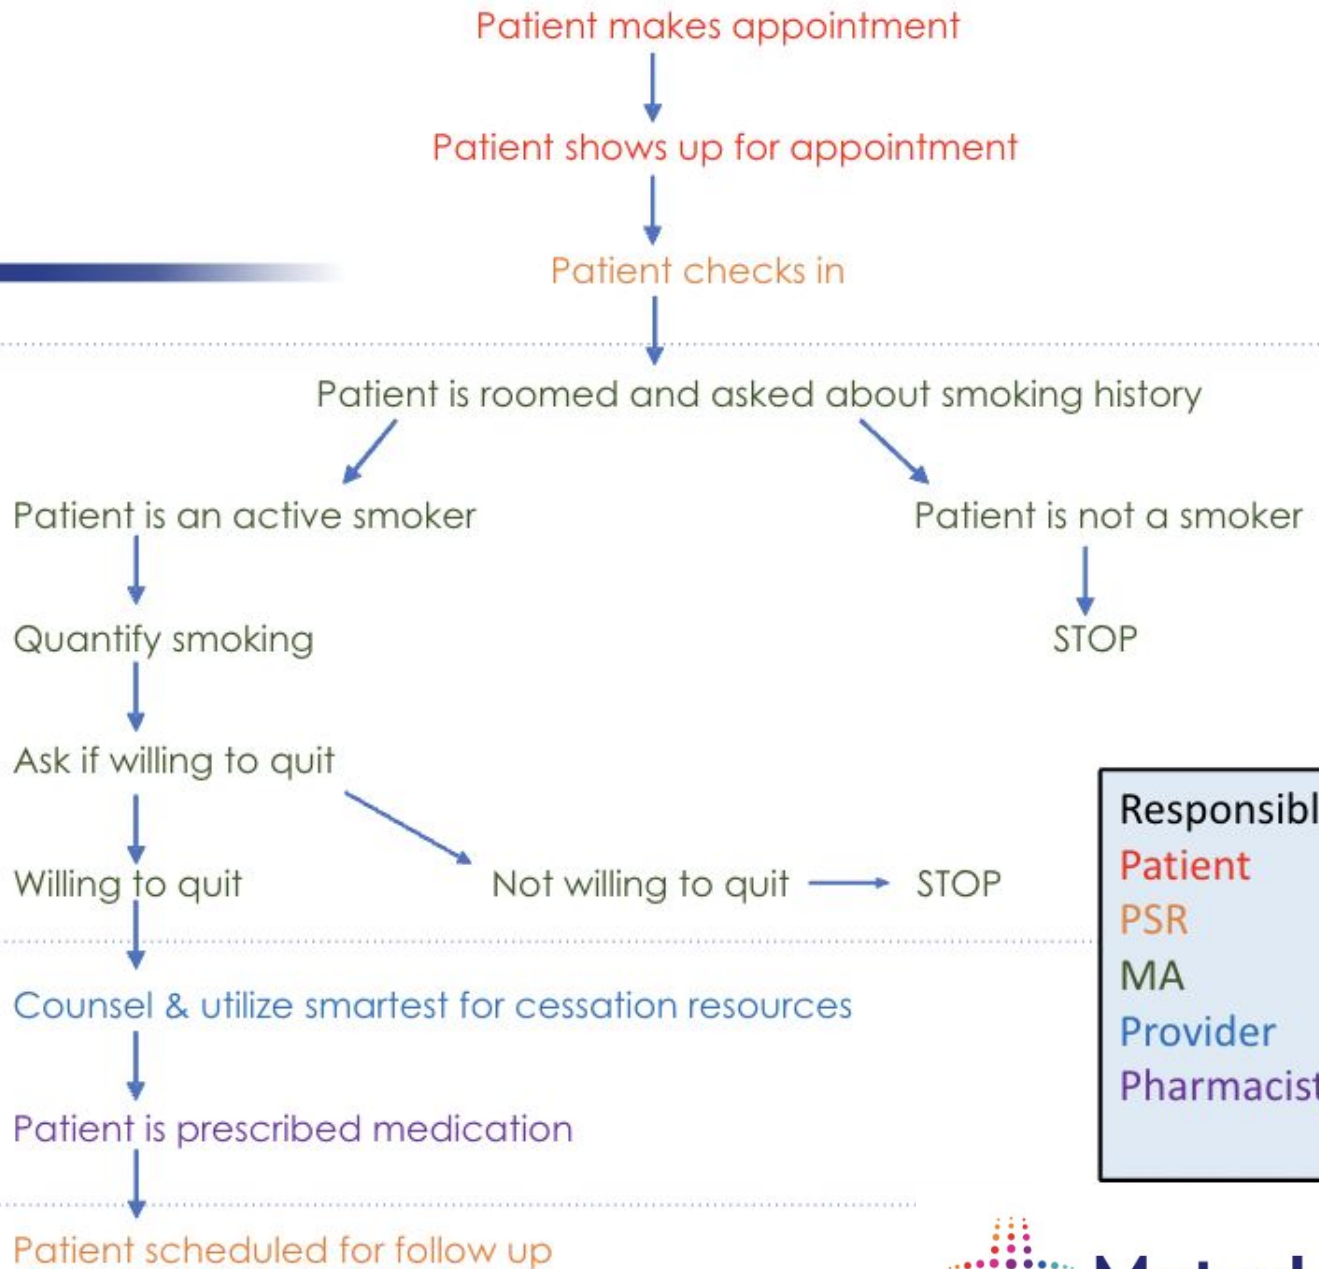 Patient makes appointment
Patient shows up for appointment
Patient checks in
Patient is roomed and asked about smoking history
Patient is an active smoker
Patient is not a smoker
Quantify smoking
STOP
Ask if willing to quit
Willing to quit
Not willing to quit
STOP
Counsel & utilize smartest for cessation resources
Patient is prescribed medication
Patient scheduled for follow up
Responsibl
Patient
PSR
MA
Provider
Pharmacist